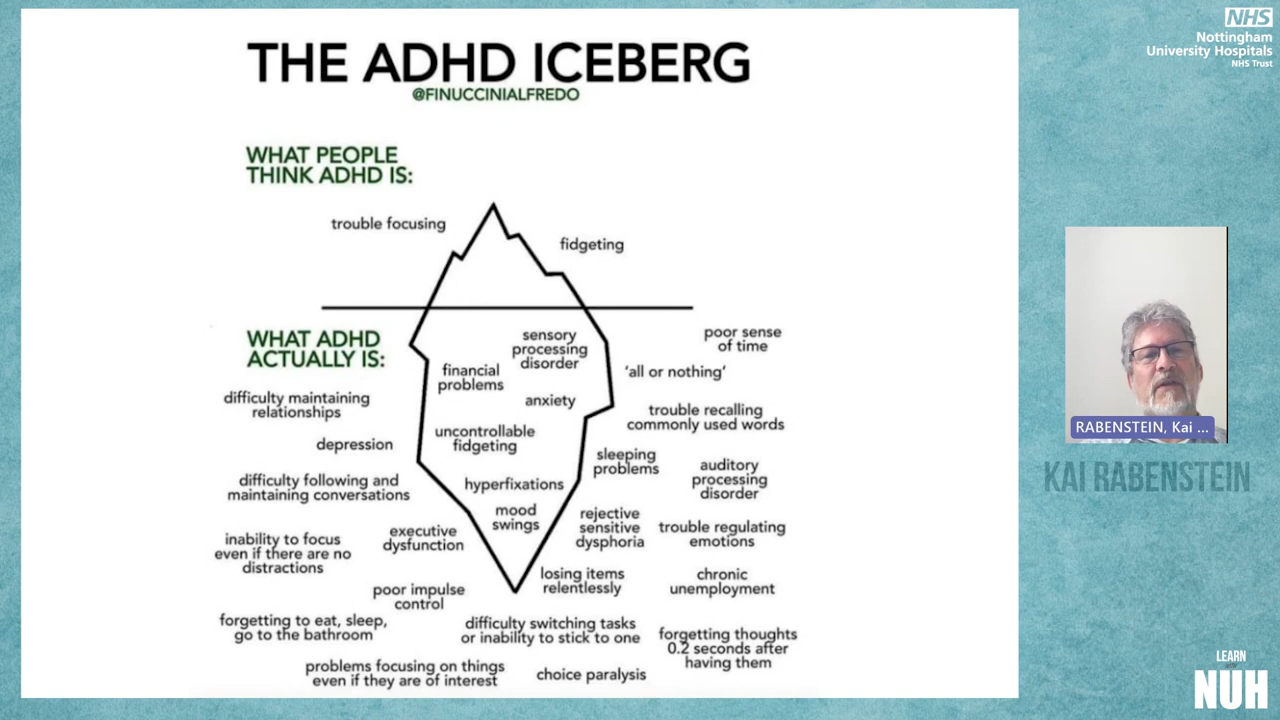 THE ADHD ICEBERG
@FINUCCINIALFREDO
WHAT PEOPLE
THINK ADHD IS:
trouble focusing
fidgeting
WHAT ADHD
ACTUALLY IS:
sensory
processing
disorder
poor sense
of time
financial
problems
'all or nothing'
difficulty maintaining
relationships
anxiety
trouble recalling
commonly used words
depression
uncontrollable
fidgeting
sleeping
problems
auditory
processing
disorder
difficulty following and
maintaining conversations
hyperfixations
mood
swings
rejective
sensitive
dysphoria
trouble regulating
emotions
inability to focus
even if there are no
distractions
executive
dysfunction
losing items
relentlessly
chronic
unemployment
poor impulse
control
forgetting to eat, sleep,
go to the bathroom
difficulty switching tasks
or inability to stick to one
forgetting thoughts
0.2 seconds after
having them
problems focusing on things
even if they are of interest
choice paralysis
NHS
Nottingham
University Hospitals
NHS Trust
RABENSTEIN, Kai ...
KAI RABENSTEIN
LEARN
NUH